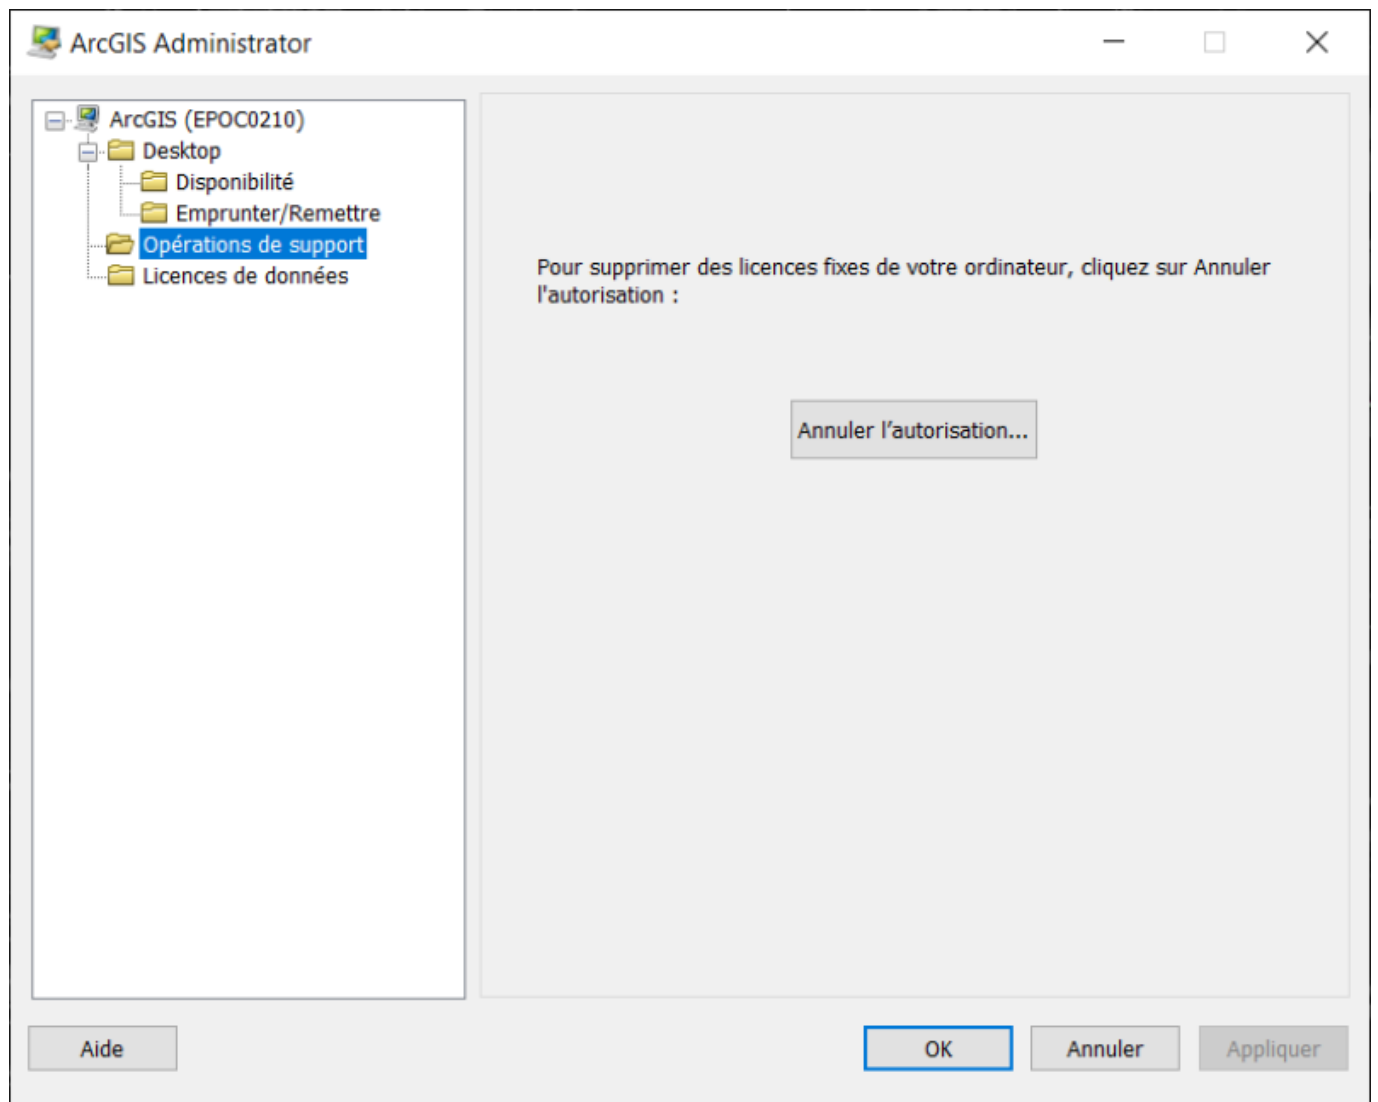 ArcGIS Administrator
ArcGIS (EPOC0210)
Desktop
Disponibilité
Emprunter/Remettre
Opérations de support
Licences de données
Pour supprimer des licences fixes de votre ordinateur, cliquez sur Annuler
l'autorisation :
Annuler l’autorisation...
Aide
OK
Annuler
Appliquer